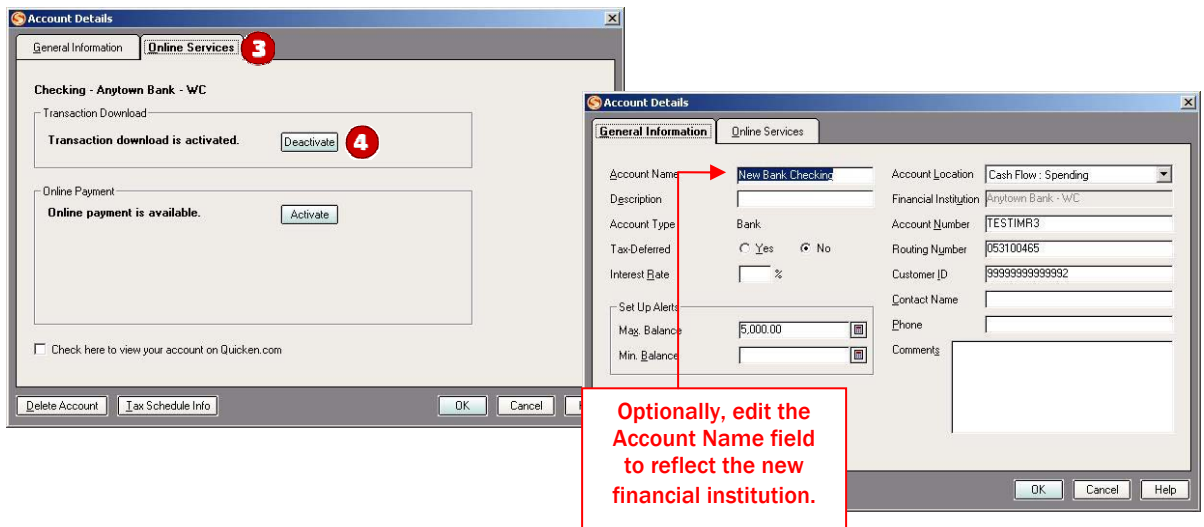 Account Details
General Information
Online Services
3
Checking - Anytown Bank - WC
Transaction Download
Transaction download is activated.
Deactivate
4
Online Payment
Online payment is available.
Activate
Check here to view your account on Quicken.com
Delete Account
Tax Schedule Info
OK
Cancel
Account Details
General Information
Online Services
Account Name
New Bank Checking
Description
Account Type
Bank
Tax-Deferred
Yes
No
Interest Rate
%
Set Up Alerts
Max. Balance
5,000.00
Min. Balance
Account Location
Cash Flow : Spending
Financial Institution
Anytown Bank - WC
Account Number
TESTIMR3
Routing Number
053100465
Customer ID
99999999999992
Contact Name
Phone
Comments
Optionally, edit the
Account Name field
to reflect the new
financial institution.
OK
Cancel
Help